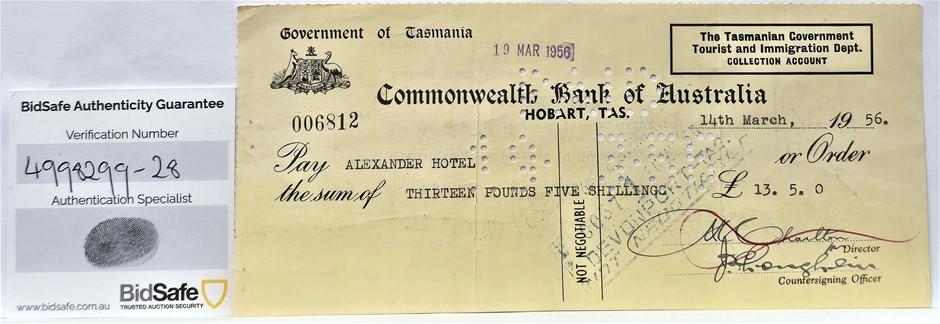 BidSafe Authenticity Guarantee
Verification Number
4998299-28
Authentication Specialist
www.bidsafe.com.au
BidSafe
TRUSTED AUCTION SECURITY
Government of Tasmania
19 MAR 1956
The Tasmanian Government
Tourist and Immigration Dept.
COLLECTION ACCOUNT
Commonwealth Bank of Australia
HOBART, TAS.
006812
14th March, 1956.
Pay ALEXANDER HOTEL or Order
the sum of THIRTEEN POUNDS FIVE SHILLINGS £ 13.5.0
NOT NEGOTIABLE
DEVONPORT
Director
Countersigning Officer